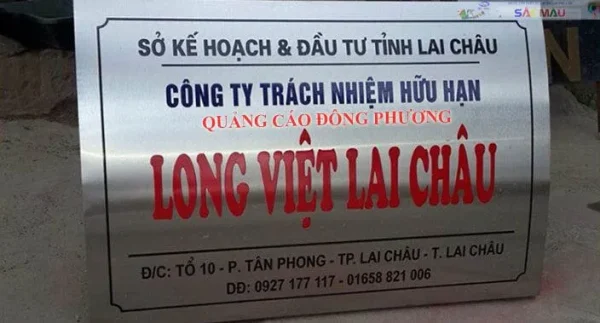 SẮC MÀU
SỞ KẾ HOẠCH & ĐẦU TƯ TỈNH LAI CHÂU
CÔNG TY TRÁCH NHIỆM HỮU HẠN
QUẢNG CÁO ĐÔNG PHƯƠNG
LONG VIỆT LAI CHÂU
Đ/C: TỔ 10 - P. TÂN PHONG - TP. LAI CHÂU - T. LAI CHÂU
DĐ: 0927 177 117 - 01658 821 006